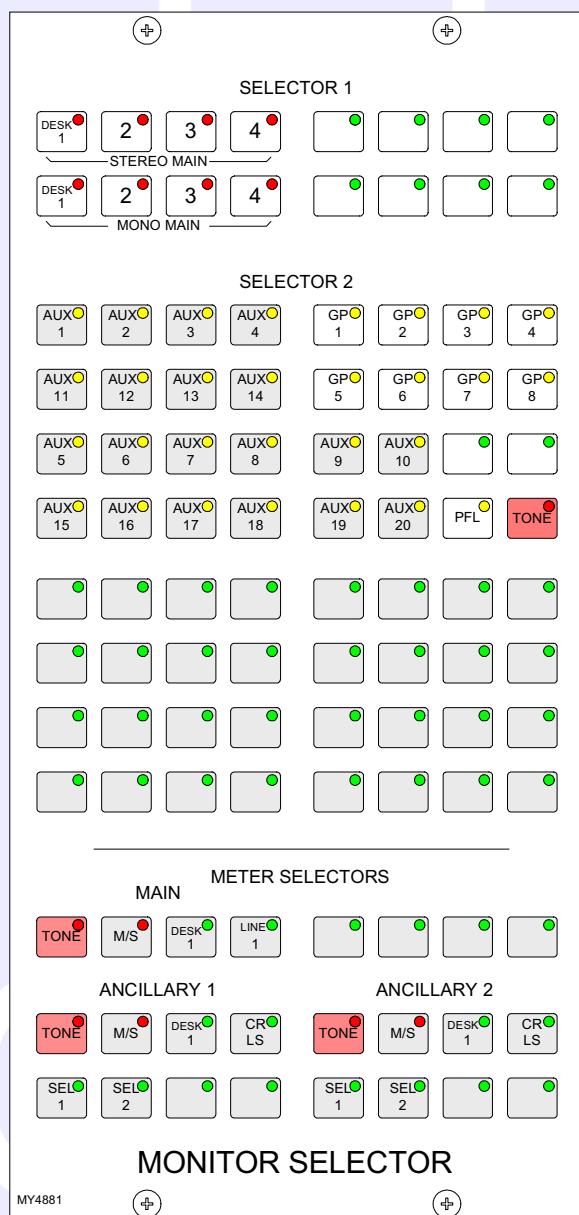 SELECTOR 1
DESK 2 3 4
1
STEREO MAIN
DESK 2 3 4
1
MONO MAIN
SELECTOR 2
AUX AUX AUX AUX GP GP GP GP
1 2 3 4 1 2 3 4
AUX AUX AUX AUX GP GP GP GP
11 12 13 14 5 6 7 8
AUX AUX AUX AUX AUX AUX
5 6 7 8 9 10
AUX AUX AUX AUX AUX AUX PFL TONE
15 16 17 18 19 20
METER SELECTORS
MAIN
TONE M/S DESK LINE
1 1
ANCILLARY 1 ANCILLARY 2
TONE M/S DESK CR TONE M/S DESK CR
1 LS 1 LS
SEL SEL SEL SEL
1 2 1 2
MONITOR SELECTOR
MY4881